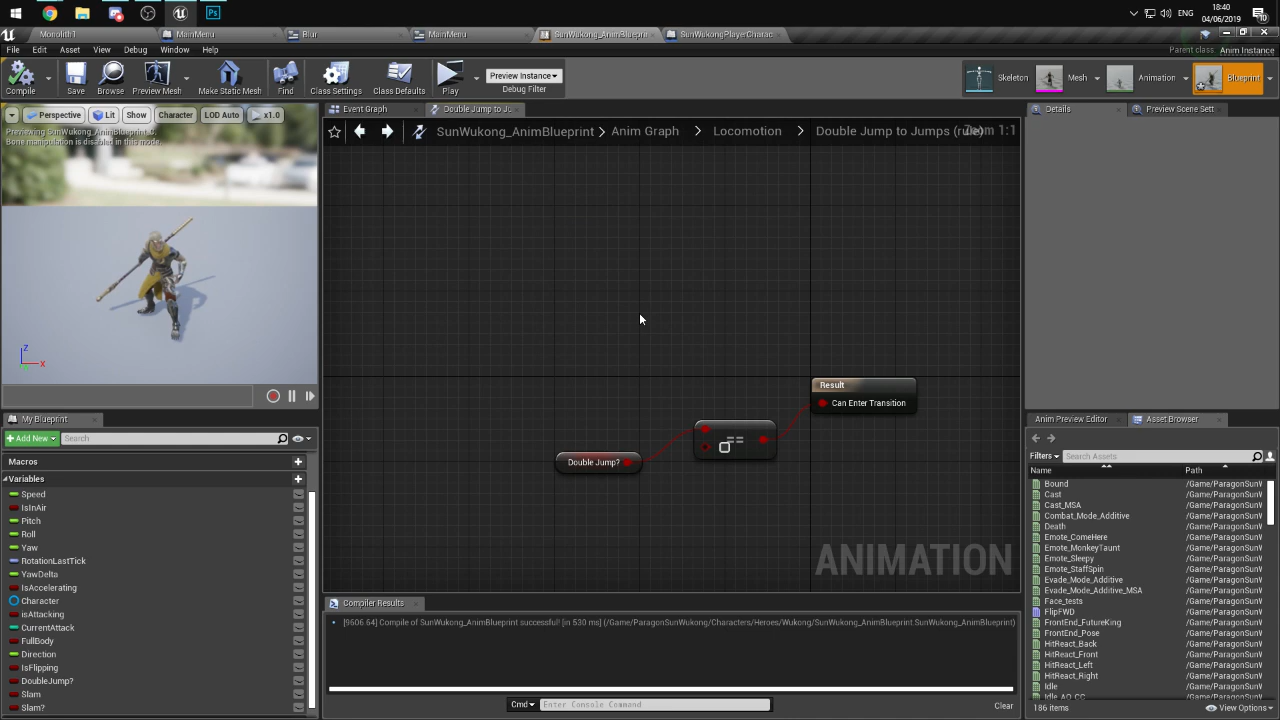 18:40
ENG
04/06/2019
Monolith1
MainMenu
Blur
MainMenu
SunWukong_AnimBluepri
SunWukongPlayerCharac
File Edit Asset View Debug Window Help
Parent class: Anim Instance
Compile
Save
Browse
Preview Mesh
Make Static Mesh
Find
Class Settings
Class Defaults
Play
Preview Instance
Debug Filter
Skeleton
Mesh
Animation
Blueprint
Perspective
Lit
Show
Character
LOD Auto
x1.0
Previewing SunWukong_AnimBlueprint_C.
Bone manipulation is disabled in this mode.
Z
X
Event Graph
Double Jump to Ju
SunWukong_AnimBlueprint > Anim Graph > Locomotion > Double Jump to Jumps (rule)
Zoom 1:1
Result
Can Enter Transition
==
Double Jump?
ANIMATION
Details
Preview Scene Sett
My Blueprint
+ Add New
Search
Macros
Variables
Speed
IsInAir
Pitch
Roll
Yaw
RotationLastTick
YawDelta
IsAccelerating
Character
isAttacking
CurrentAttack
FullBody
Direction
IsFlipping
DoubleJump?
Slam
Slam?
Compiler Results
[9606.64] Compile of SunWukong_AnimBlueprint successful! [in 530 ms] (/Game/ParagonSunWukong/Characters/Heroes/Wukong/SunWukong_AnimBlueprint.SunWukong_AnimBlueprint)
Cmd
Enter Console Command
Clear
Anim Preview Editor
Asset Browser
Filters
Search Assets
Name Path
Bound /Game/ParagonSunW
Cast /Game/ParagonSunW
Cast_MSA /Game/ParagonSunW
Combat_Mode_Additive /Game/ParagonSunW
Death /Game/ParagonSunW
Emote_ComeHere /Game/ParagonSunW
Emote_MonkeyTaunt /Game/ParagonSunW
Emote_Sleepy /Game/ParagonSunW
Emote_StaffSpin /Game/ParagonSunW
Evade_Mode_Additive /Game/ParagonSunW
Evade_Mode_Additive_MSA /Game/ParagonSunW
Face_tests /Game/ParagonSunW
FlipFWD /Game/ParagonSunW
FrontEnd_FutureKing /Game/ParagonSunW
FrontEnd_Pose /Game/ParagonSunW
HitReact_Back /Game/ParagonSunW
HitReact_Front /Game/ParagonSunW
HitReact_Left /Game/ParagonSunW
HitReact_Right /Game/ParagonSunW
Idle /Game/ParagonSunW
Idle_AO_CC /Game/ParagonSunW
186 items
View Options